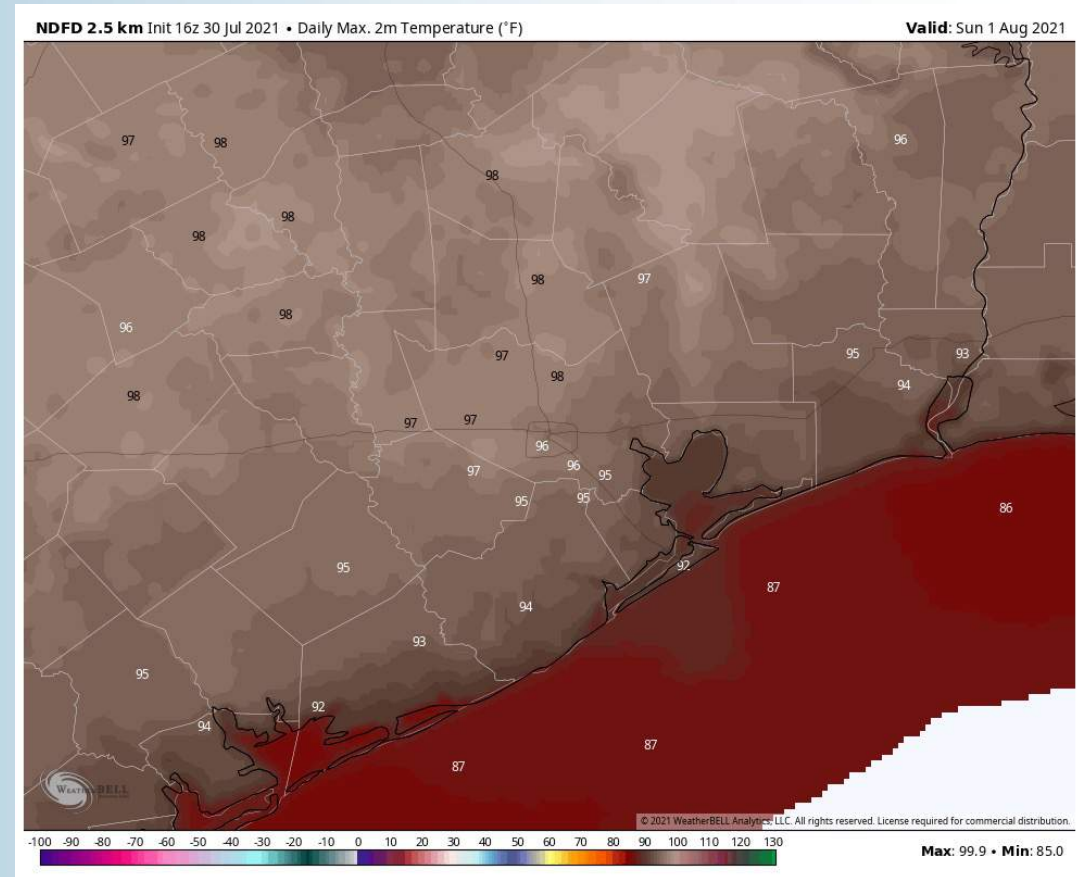 NDFD 2.5 km Init 16z 30 Jul 2021 • Daily Max. 2m Temperature (°F) Valid: Sun 1 Aug 2021
97 98 96
98
98
98
98 97
98
96
97 95 93
98 94
98
97 97
96
97 96 95
95 95
86
92
95 87
94
93
95
92
94
87
87
WEATHERBELL
© 2021 WeatherBELL Analytics, LLC. All rights reserved. License required for commercial distribution.
-100 -90 -80 -70 -60 -50 -40 -30 -20 -10 0 10 20 30 40 50 60 70 80 90 100 110 120 130
Max: 99.9 • Min: 85.0